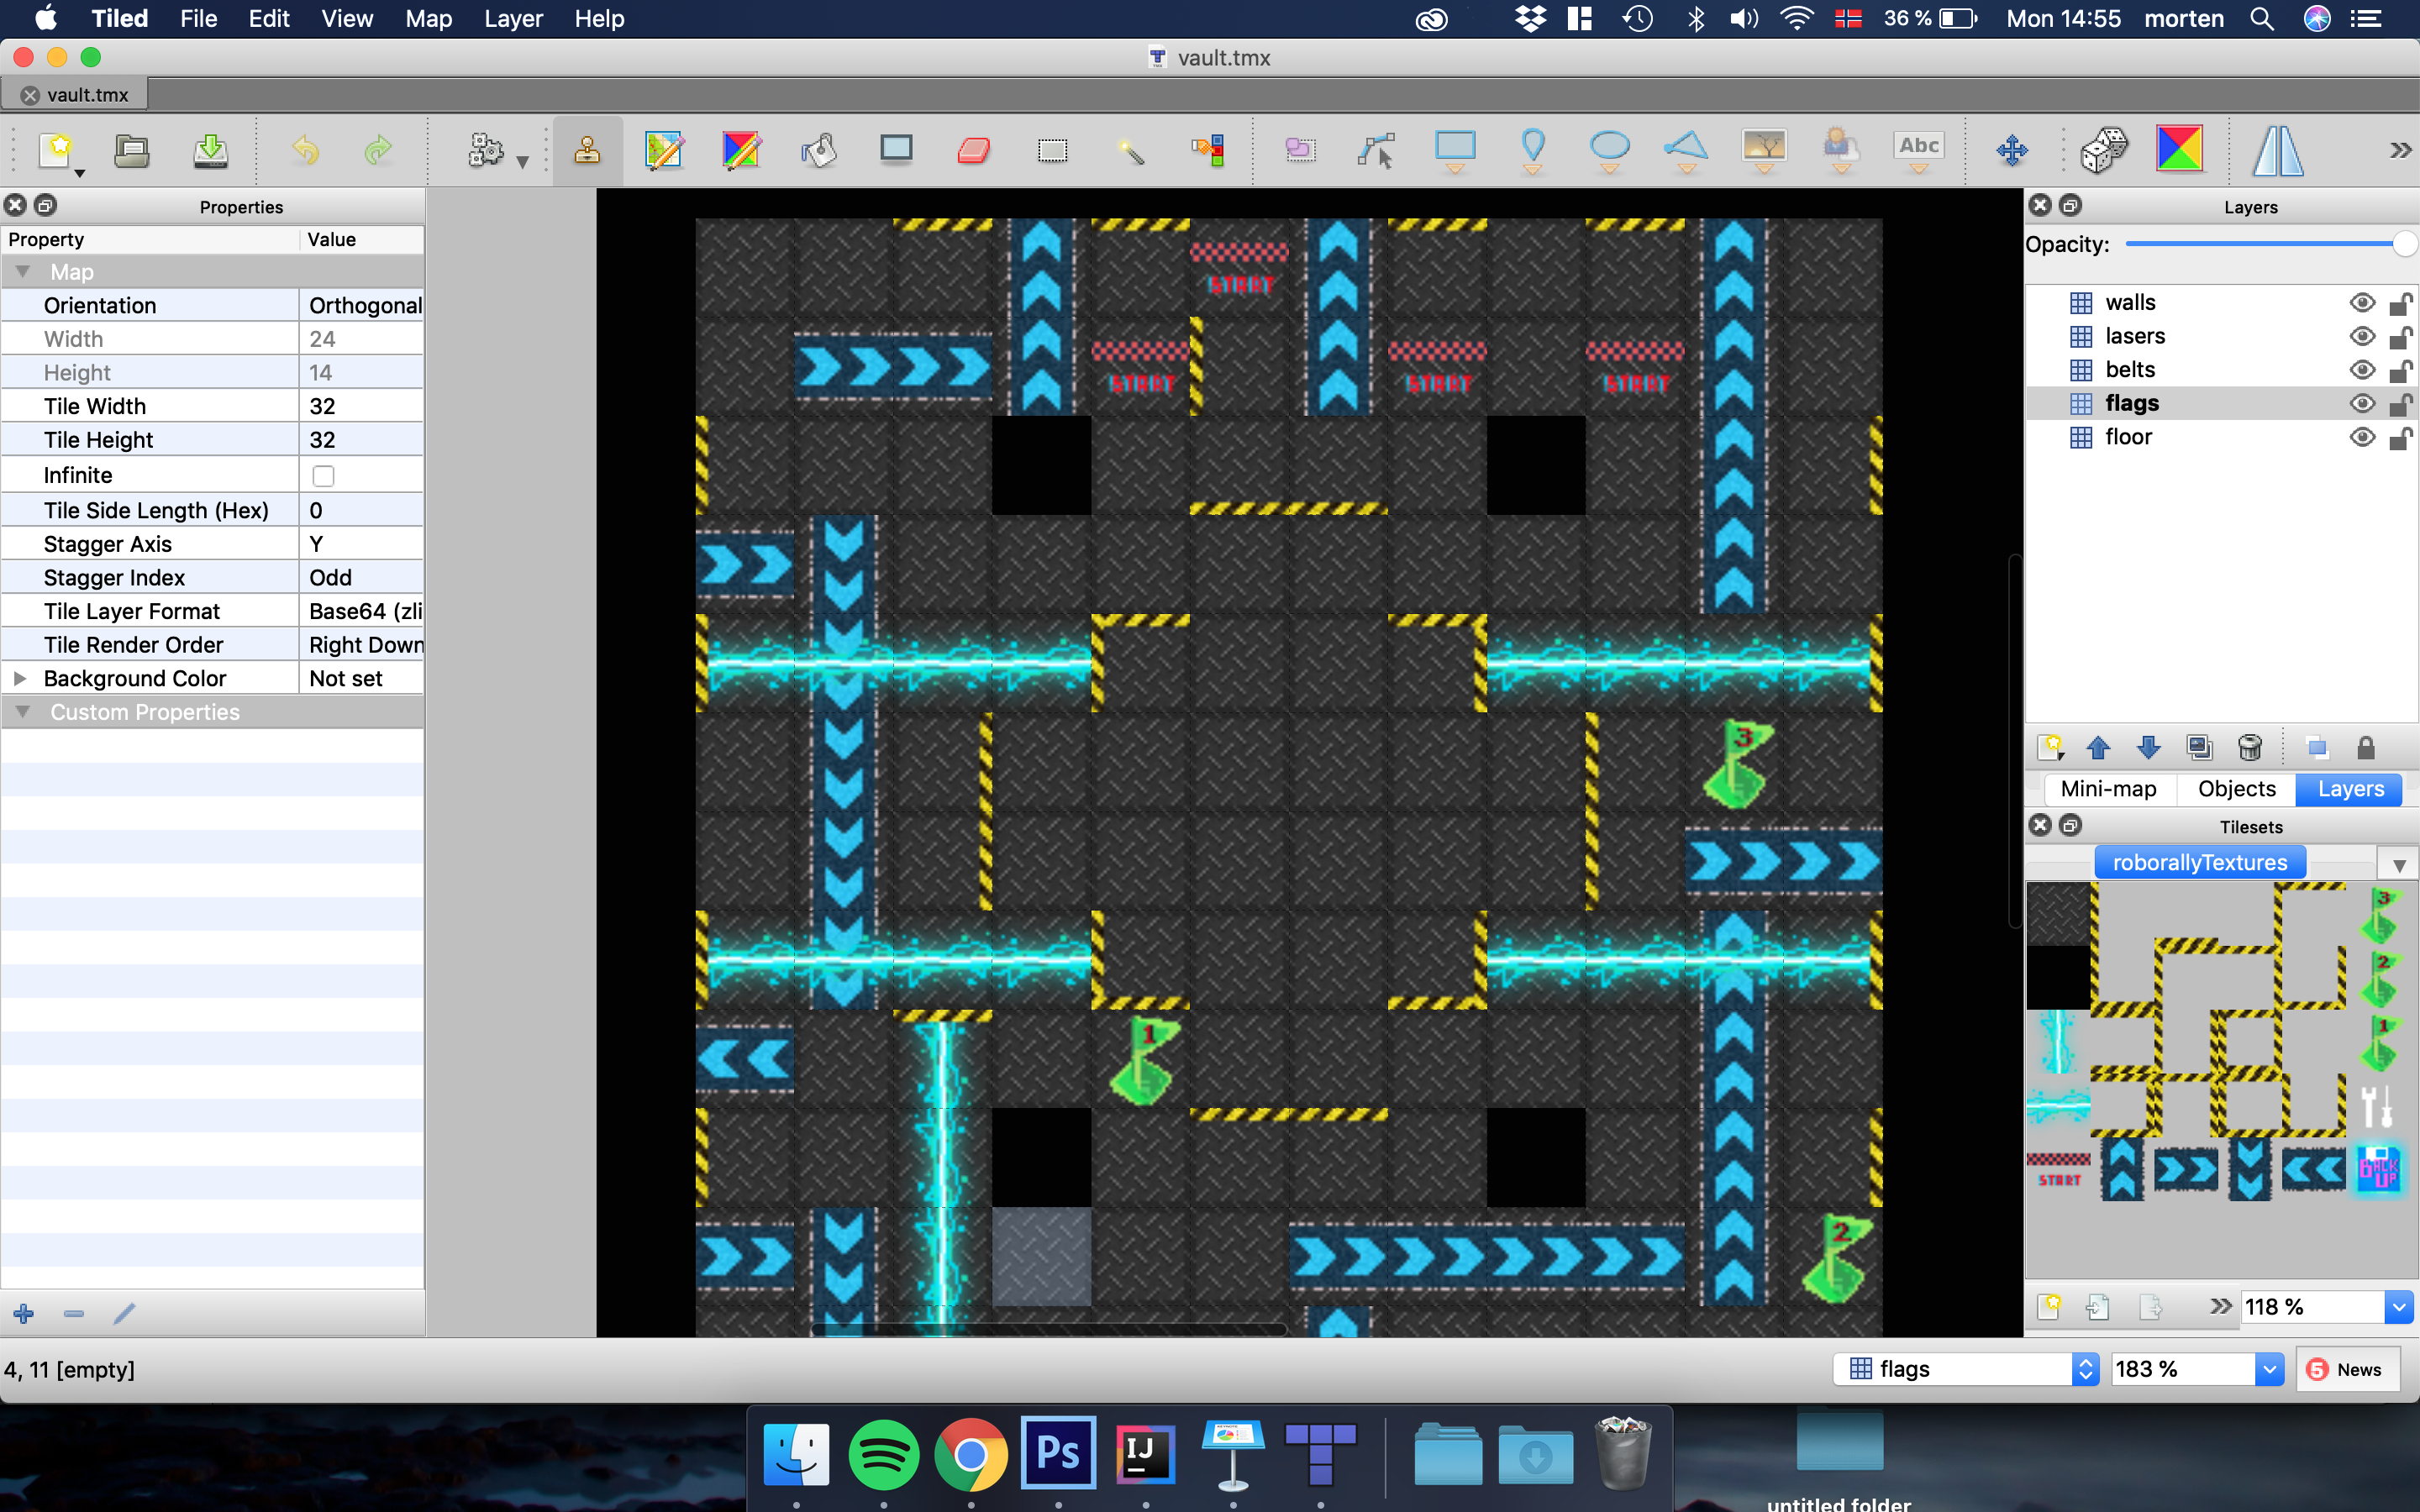 Tiled File Edit View Map Layer Help 36 % Mon 14:55 morten
vault.tmx
vault.tmx
Abc
Properties
Property Value
Map
Orientation Orthogonal
Width 24
Height 14
Tile Width 32
Tile Height 32
Infinite
Tile Side Length (Hex) 0
Stagger Axis Y
Stagger Index Odd
Tile Layer Format Base64 (zli
Tile Render Order Right Down
Background Color Not set
Custom Properties
START
START START START
3
1
2
Layers
Opacity:
walls
lasers
belts
flags
floor
Mini-map Objects Layers
Tilesets
roborallyTextures
3
2
1
START BACK UP
118 %
4, 11 [empty] flags 183 % 5 News
Ps IJ
untitled folder